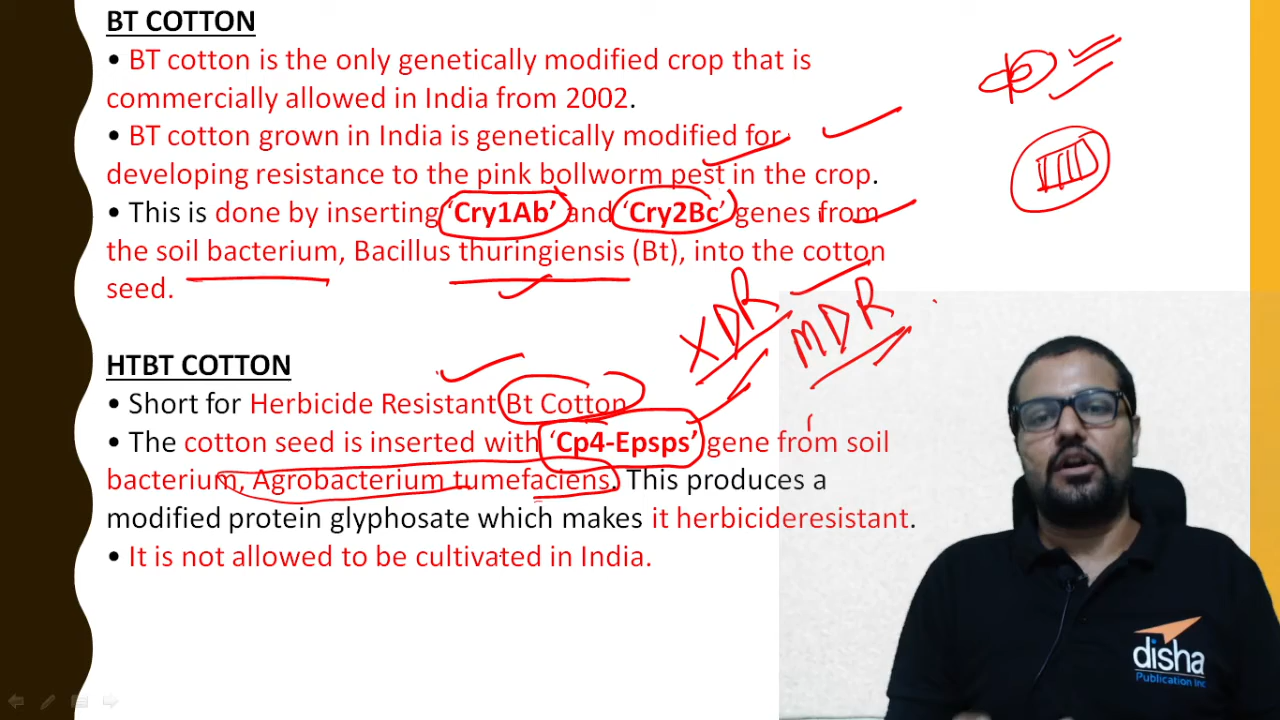 BT COTTON
• BT cotton is the only genetically modified crop that is
commercially allowed in India from 2002.
• BT cotton grown in India is genetically modified for
developing resistance to the pink bollworm pest in the crop.
• This is done by inserting ‘Cry1Ab’ and ‘Cry2Bc’ genes from
the soil bacterium, Bacillus thuringiensis (Bt), into the cotton
seed.
XDR MDR
HTBT COTTON
• Short for Herbicide Resistant Bt Cotton
• The cotton seed is inserted with ‘Cp4-Epsps’ gene from soil
bacterium, Agrobacterium tumefaciens. This produces a
modified protein glyphosate which makes it herbicideresistant.
• It is not allowed to be cultivated in India.
disha
Publication Inc